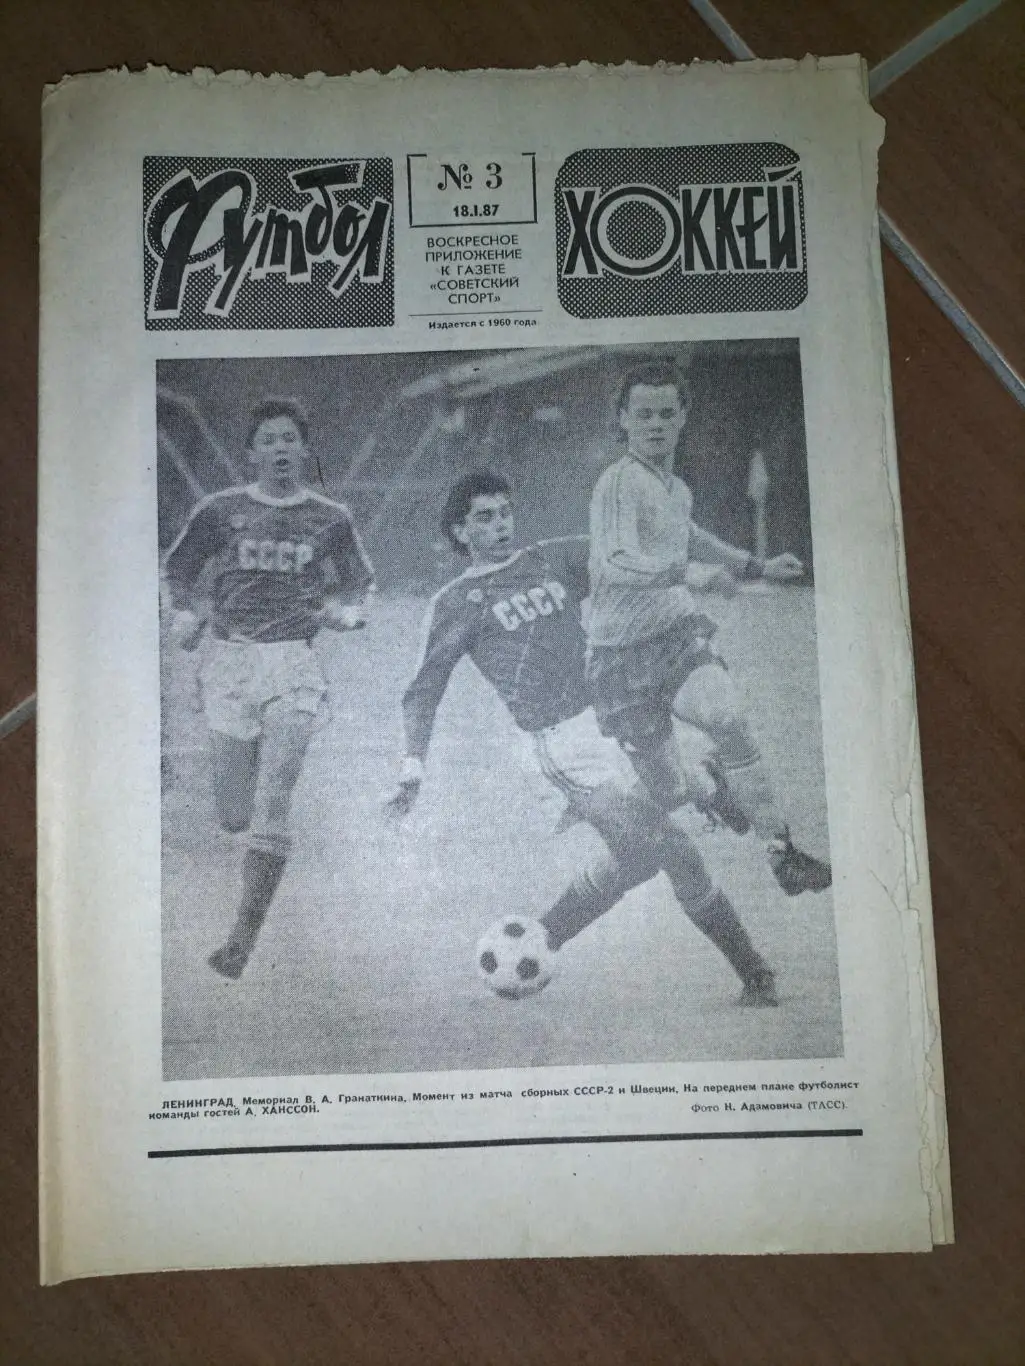 Футбол
№ 3
18.I.87
ВОСКРЕСНОЕ
ПРИЛОЖЕНИЕ
К ГАЗЕТЕ
«СОВЕТСКИЙ
СПОРТ»
Издается с 1960 года
ХОККЕЙ
СССР
СССР
ЛЕНИНГРАД. Мемориал В. А. Гранаткина. Момент из матча сборных СССР-2 и Швеции. На переднем плане футболист
команды гостей А. ХАНССОН.
Фото Н. Адамовича (ТАСС).